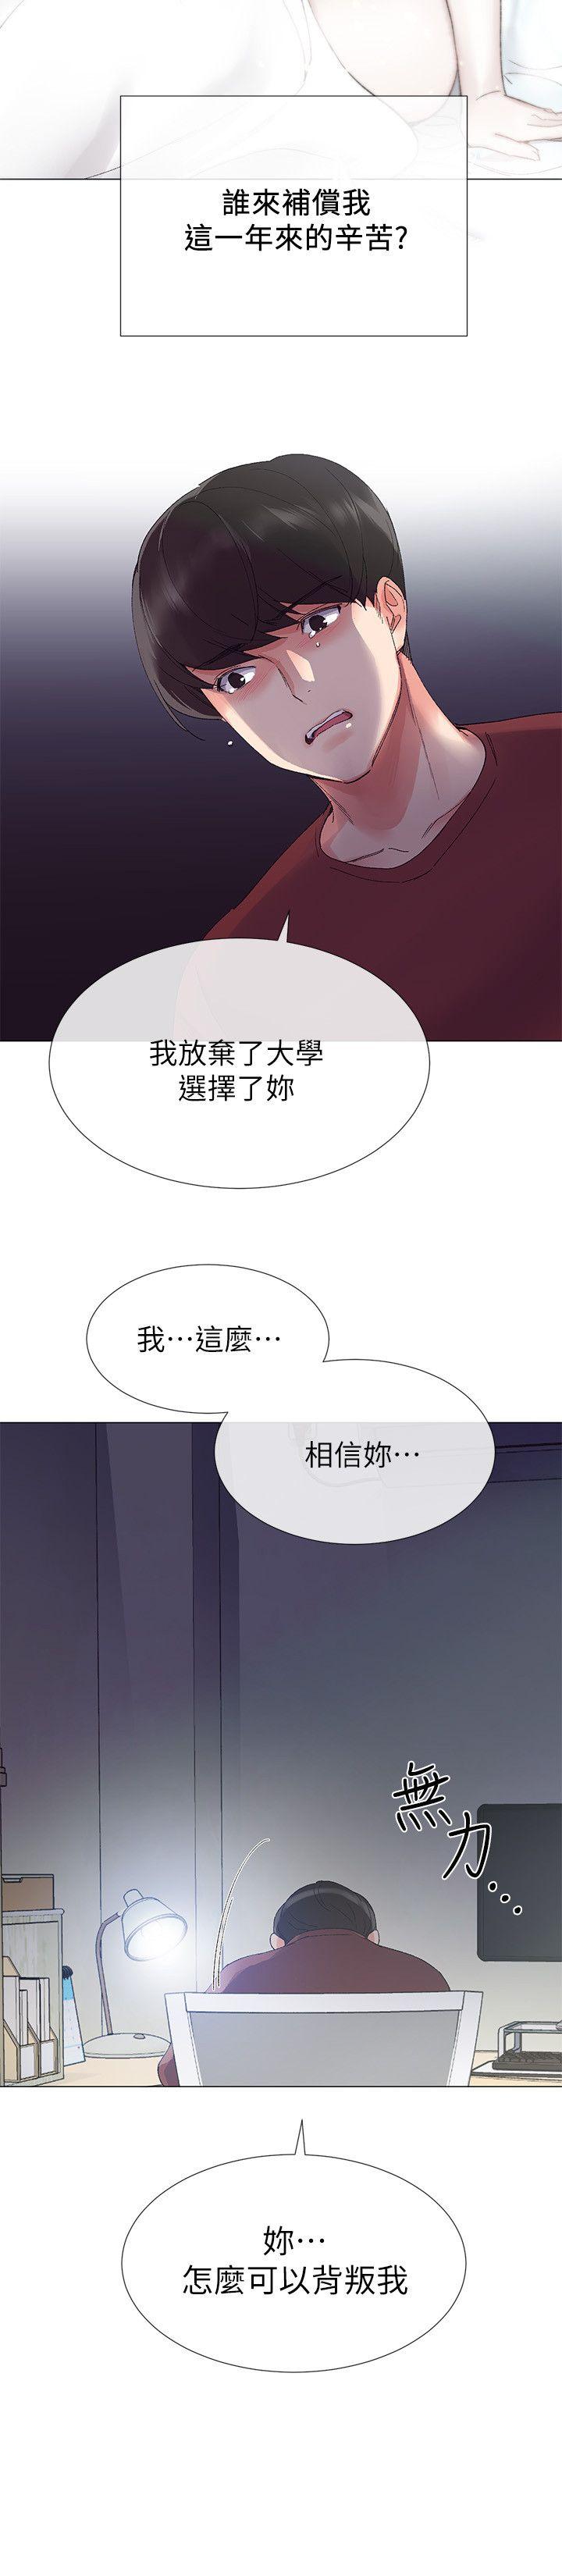 誰來補償我
這一年來的辛苦?
我放棄了大學
選擇了妳
我…這麼…
相信妳…
無力…
妳…
怎麼可以背叛我